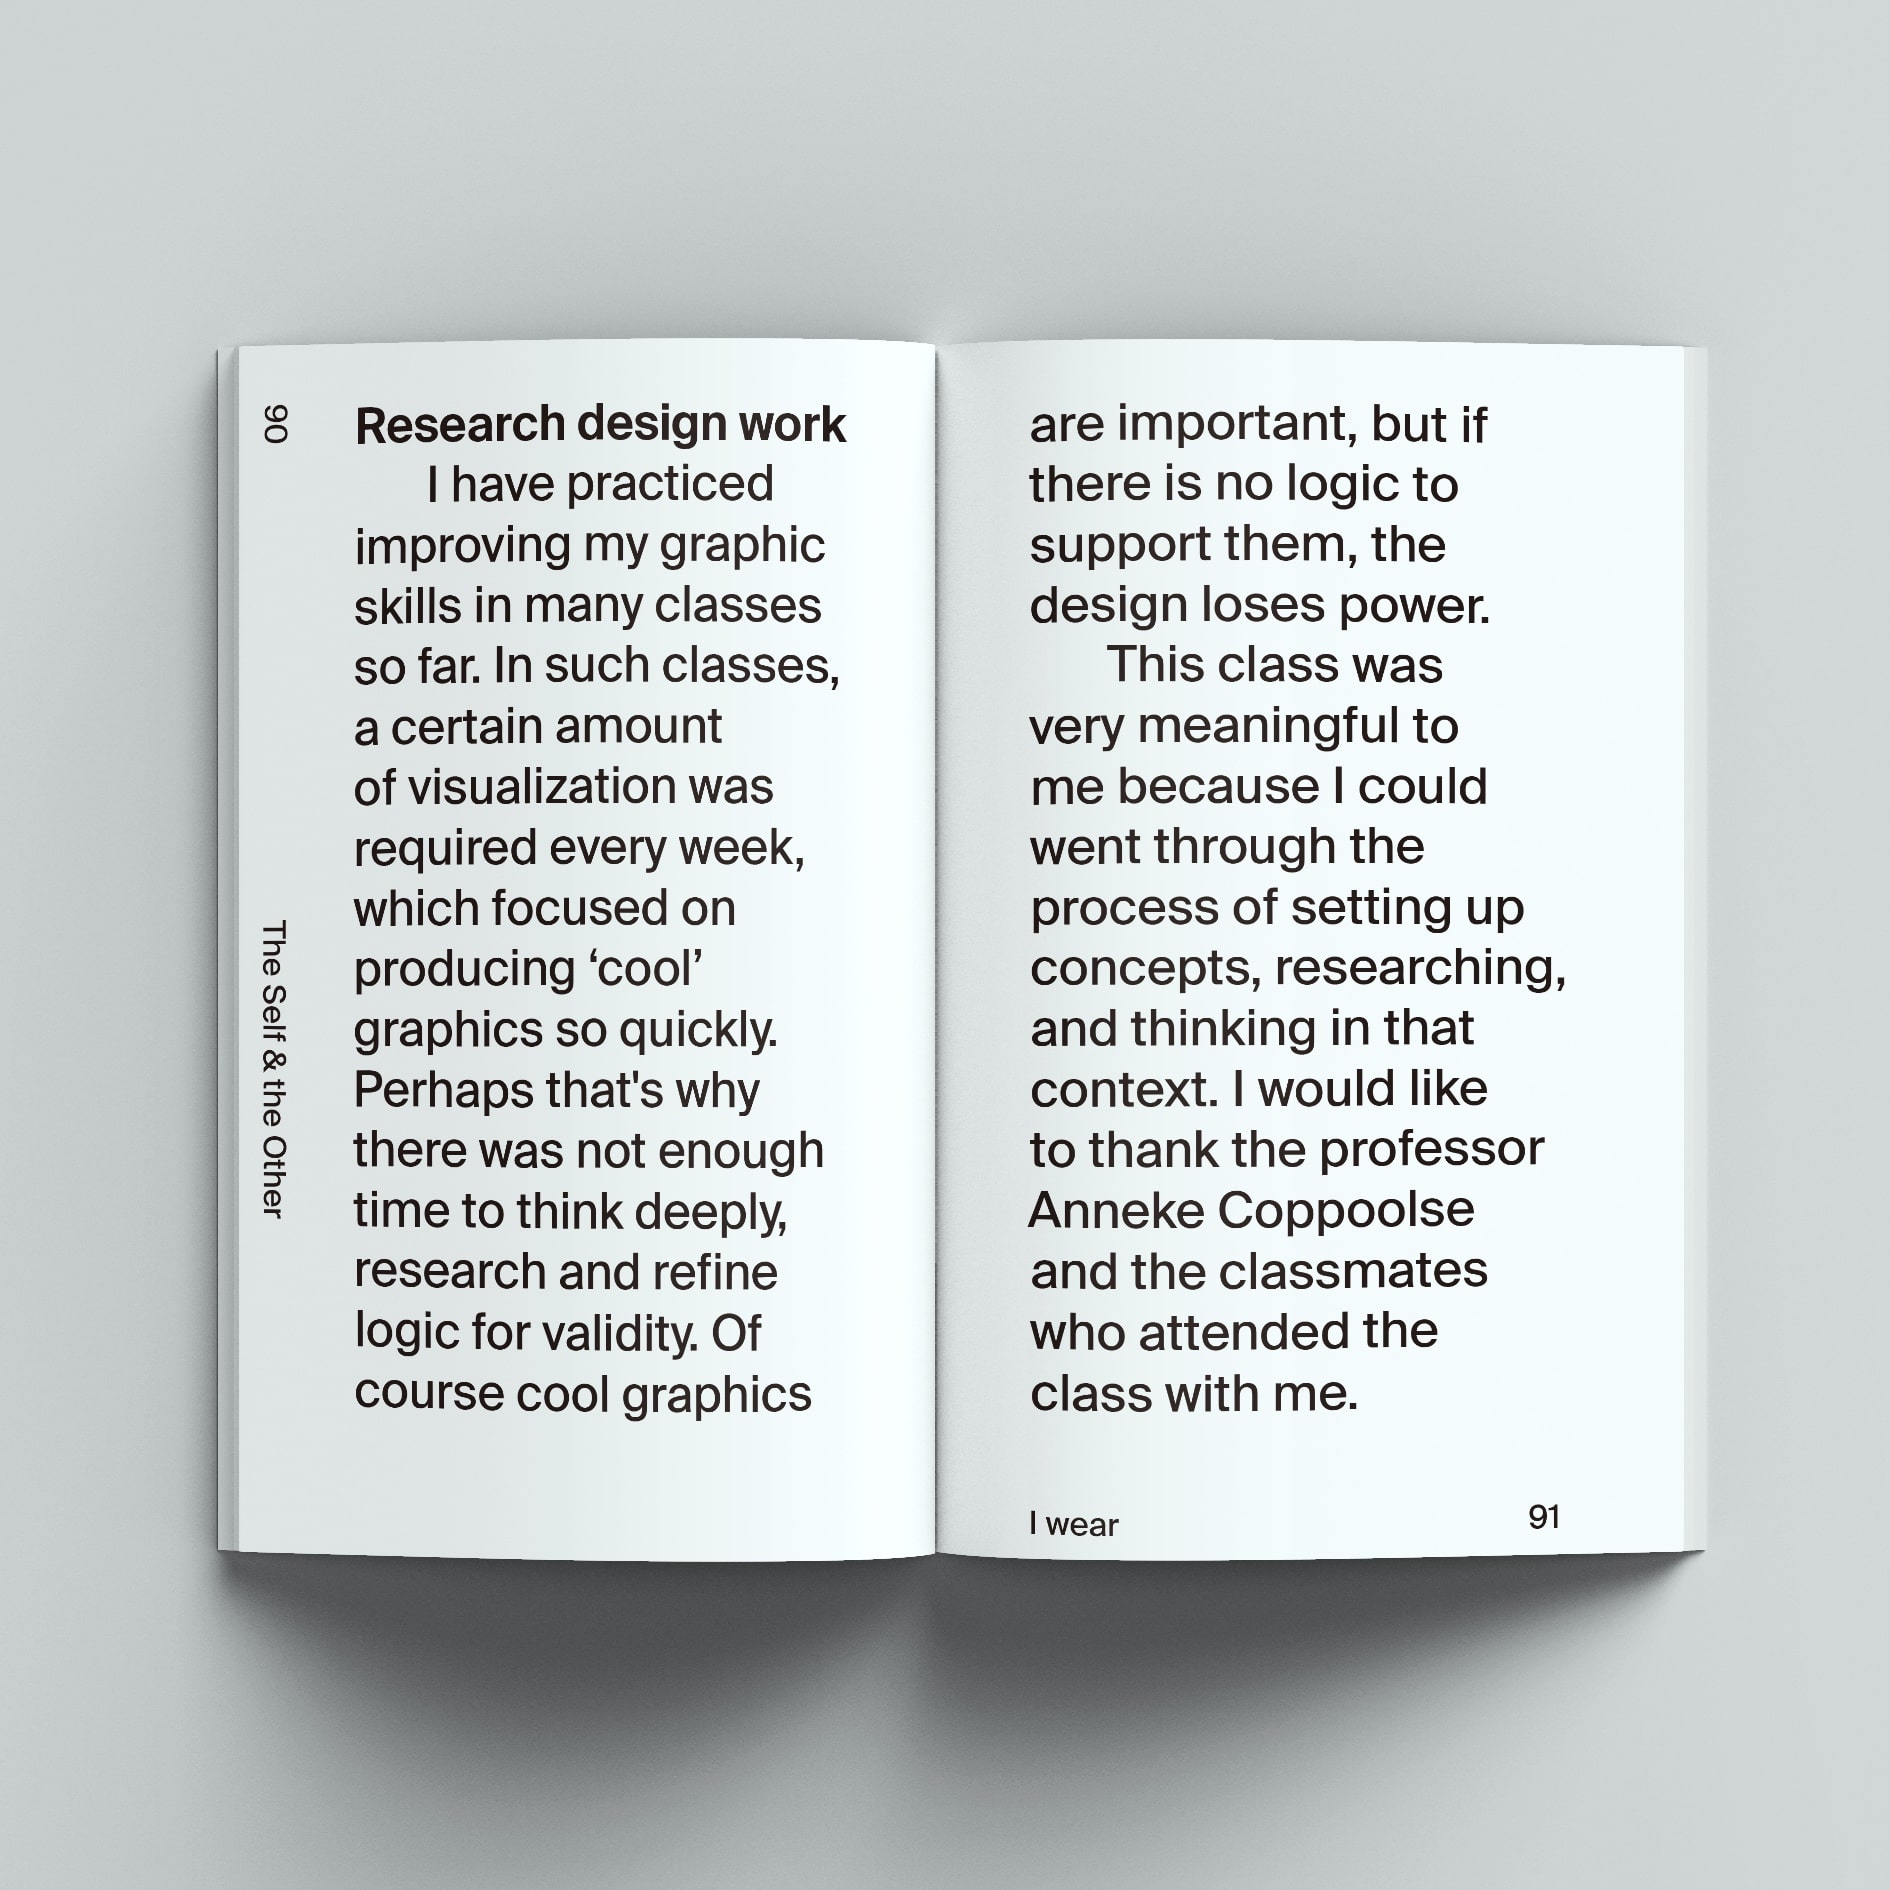 90
The Self & the Other
Research design work
I have practiced
improving my graphic
skills in many classes
so far. In such classes,
a certain amount
of visualization was
required every week,
which focused on
producing ‘cool’
graphics so quickly.
Perhaps that's why
there was not enough
time to think deeply,
research and refine
logic for validity. Of
course cool graphics
are important, but if
there is no logic to
support them, the
design loses power.
This class was
very meaningful to
me because I could
went through the
process of setting up
concepts, researching,
and thinking in that
context. I would like
to thank the professor
Anneke Coppoolse
and the classmates
who attended the
class with me.
I wear
91